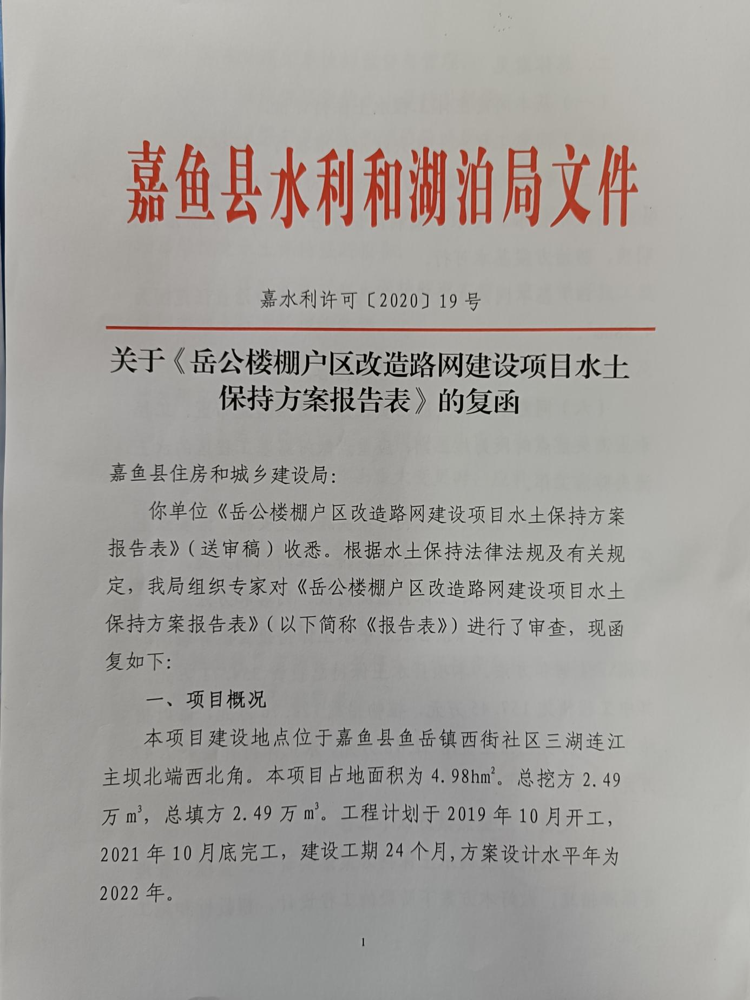 嘉鱼县水利和湖泊局文件
嘉水利许可〔2020〕19号
关于《岳公楼棚户区改造路网建设项目水土
保持方案报告表》的复函
嘉鱼县住房和城乡建设局：
你单位《岳公楼棚户区改造路网建设项目水土保持方案
报告表》（送审稿）收悉。根据水土保持法律法规及有关规
定，我局组织专家对《岳公楼棚户区改造路网建设项目水土
保持方案报告表》（以下简称《报告表》）进行了审查，现函
复如下：
一、项目概况
本项目建设地点位于嘉鱼县鱼岳镇西街社区三湖连江
主坝北端西北角。本项目占地面积为4.98hm²。总挖方2.49
万m³，总填方2.49万m³。工程计划于2019年10月开工，
2021年10月底完工，建设工期24个月,方案设计水平年为
2022年。
1